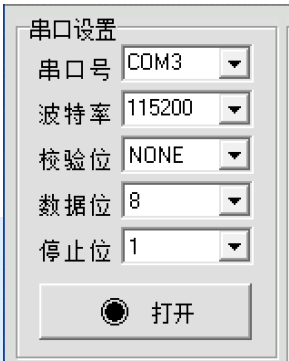 串口设置
串口号 COM3
波特率 115200
校验位 NONE
数据位 8
停止位 1
打开